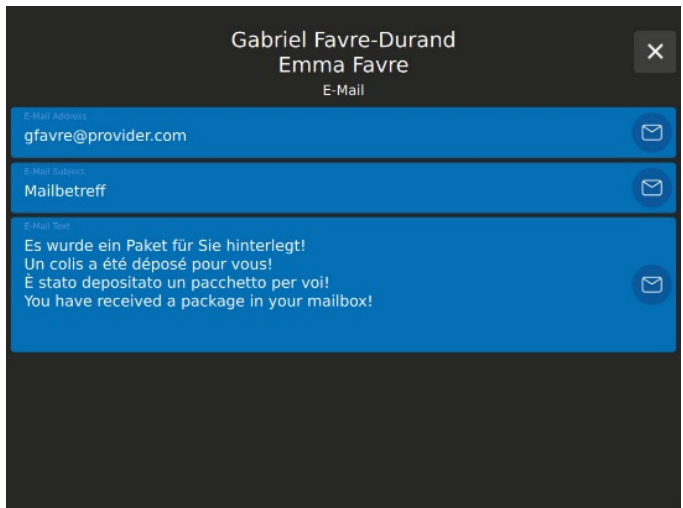 Gabriel Favre-Durand
Emma Favre
E-Mail
E-Mail Address
gfavre@provider.com
E-Mail Subject
Mailbetreff
E-Mail Text
Es wurde ein Paket für Sie hinterlegt!
Un colis a été déposé pour vous!
È stato depositato un pacchetto per voi!
You have received a package in your mailbox!